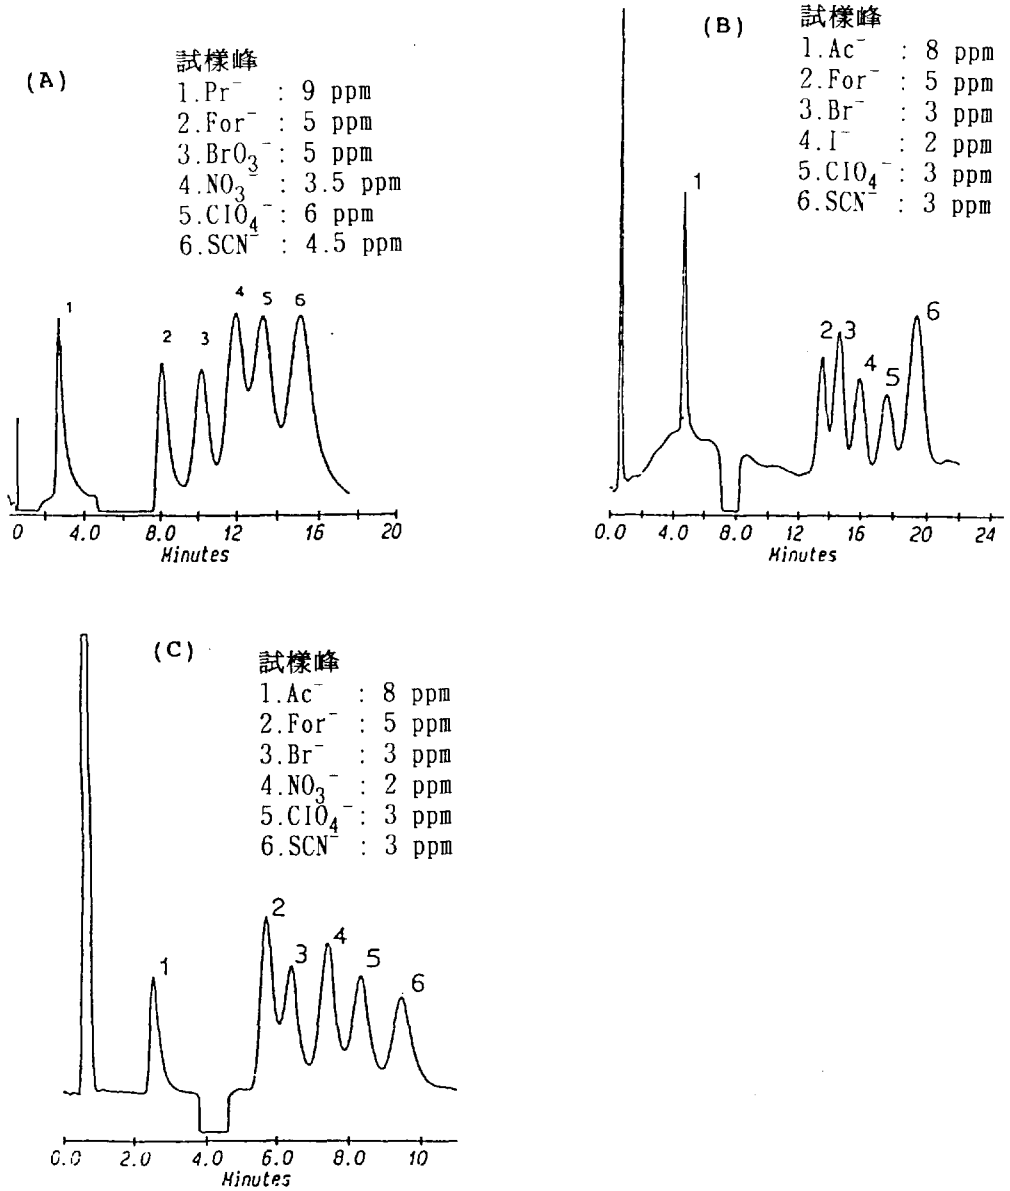 (A)
試樣峰
1.Pr⁻ : 9 ppm
2.For⁻ : 5 ppm
3.BrO₃⁻ : 5 ppm
4.NO₃⁻ : 3.5 ppm
5.ClO₄⁻ : 6 ppm
6.SCN⁻ : 4.5 ppm
1
2
3
4
5
6
0 4.0 8.0 12 16 20
Minutes
(B)
試樣峰
1.Ac⁻ : 8 ppm
2.For⁻ : 5 ppm
3.Br⁻ : 3 ppm
4.I⁻ : 2 ppm
5.ClO₄⁻ : 3 ppm
6.SCN⁻ : 3 ppm
1
2
3
4
5
6
0.0 4.0 8.0 12 16 20 24
Minutes
(C)
試樣峰
1.Ac⁻ : 8 ppm
2.For⁻ : 5 ppm
3.Br⁻ : 3 ppm
4.NO₃⁻ : 2 ppm
5.ClO₄⁻ : 3 ppm
6.SCN⁻ : 3 ppm
1
2
3
4
5
6
0.0 2.0 4.0 6.0 8.0 10
Minutes